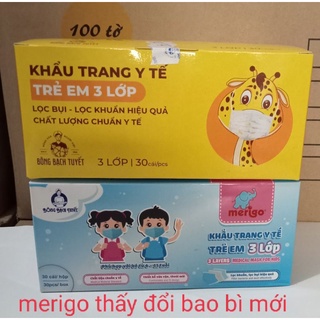 100 tờ
KHẨU TRANG Y TẾ
TRẺ EM 3 LỚP
LỌC BỤI - LỌC KHUẨN HIỆU QUẢ
CHẤT LƯỢNG CHUẨN Y TẾ
BÔNG BẠCH TUYẾT
3 LỚP | 30 cái/pcs
BÔNG BẠCH TUYẾT
merigo
KHẨU TRANG Y TẾ
TRẺ EM 3 Lớp
3 LAYERS
merigo thấy đổi bao bì mới